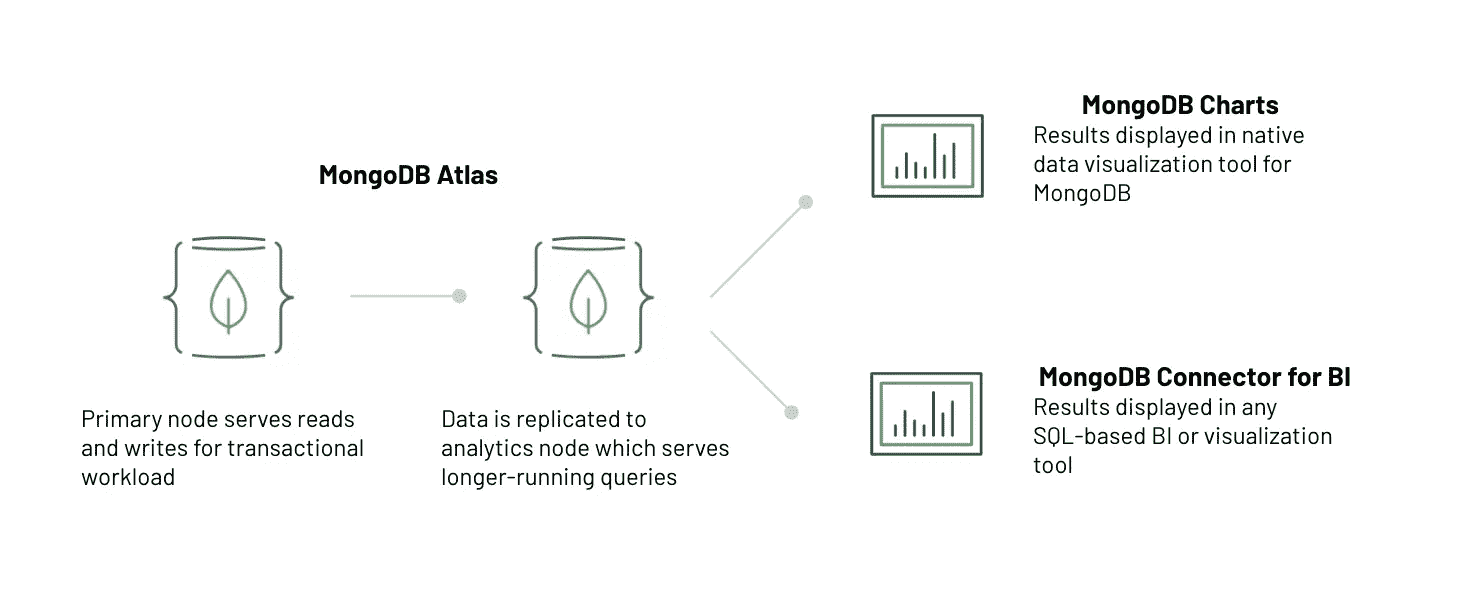 MongoDB Atlas
Primary node serves reads
and writes for transactional
workload
Data is replicated to
analytics node which serves
longer-running queries
MongoDB Charts
Results displayed in native
data visualization tool for
MongoDB
MongoDB Connector for BI
Results displayed in any
SQL-based BI or visualization
tool